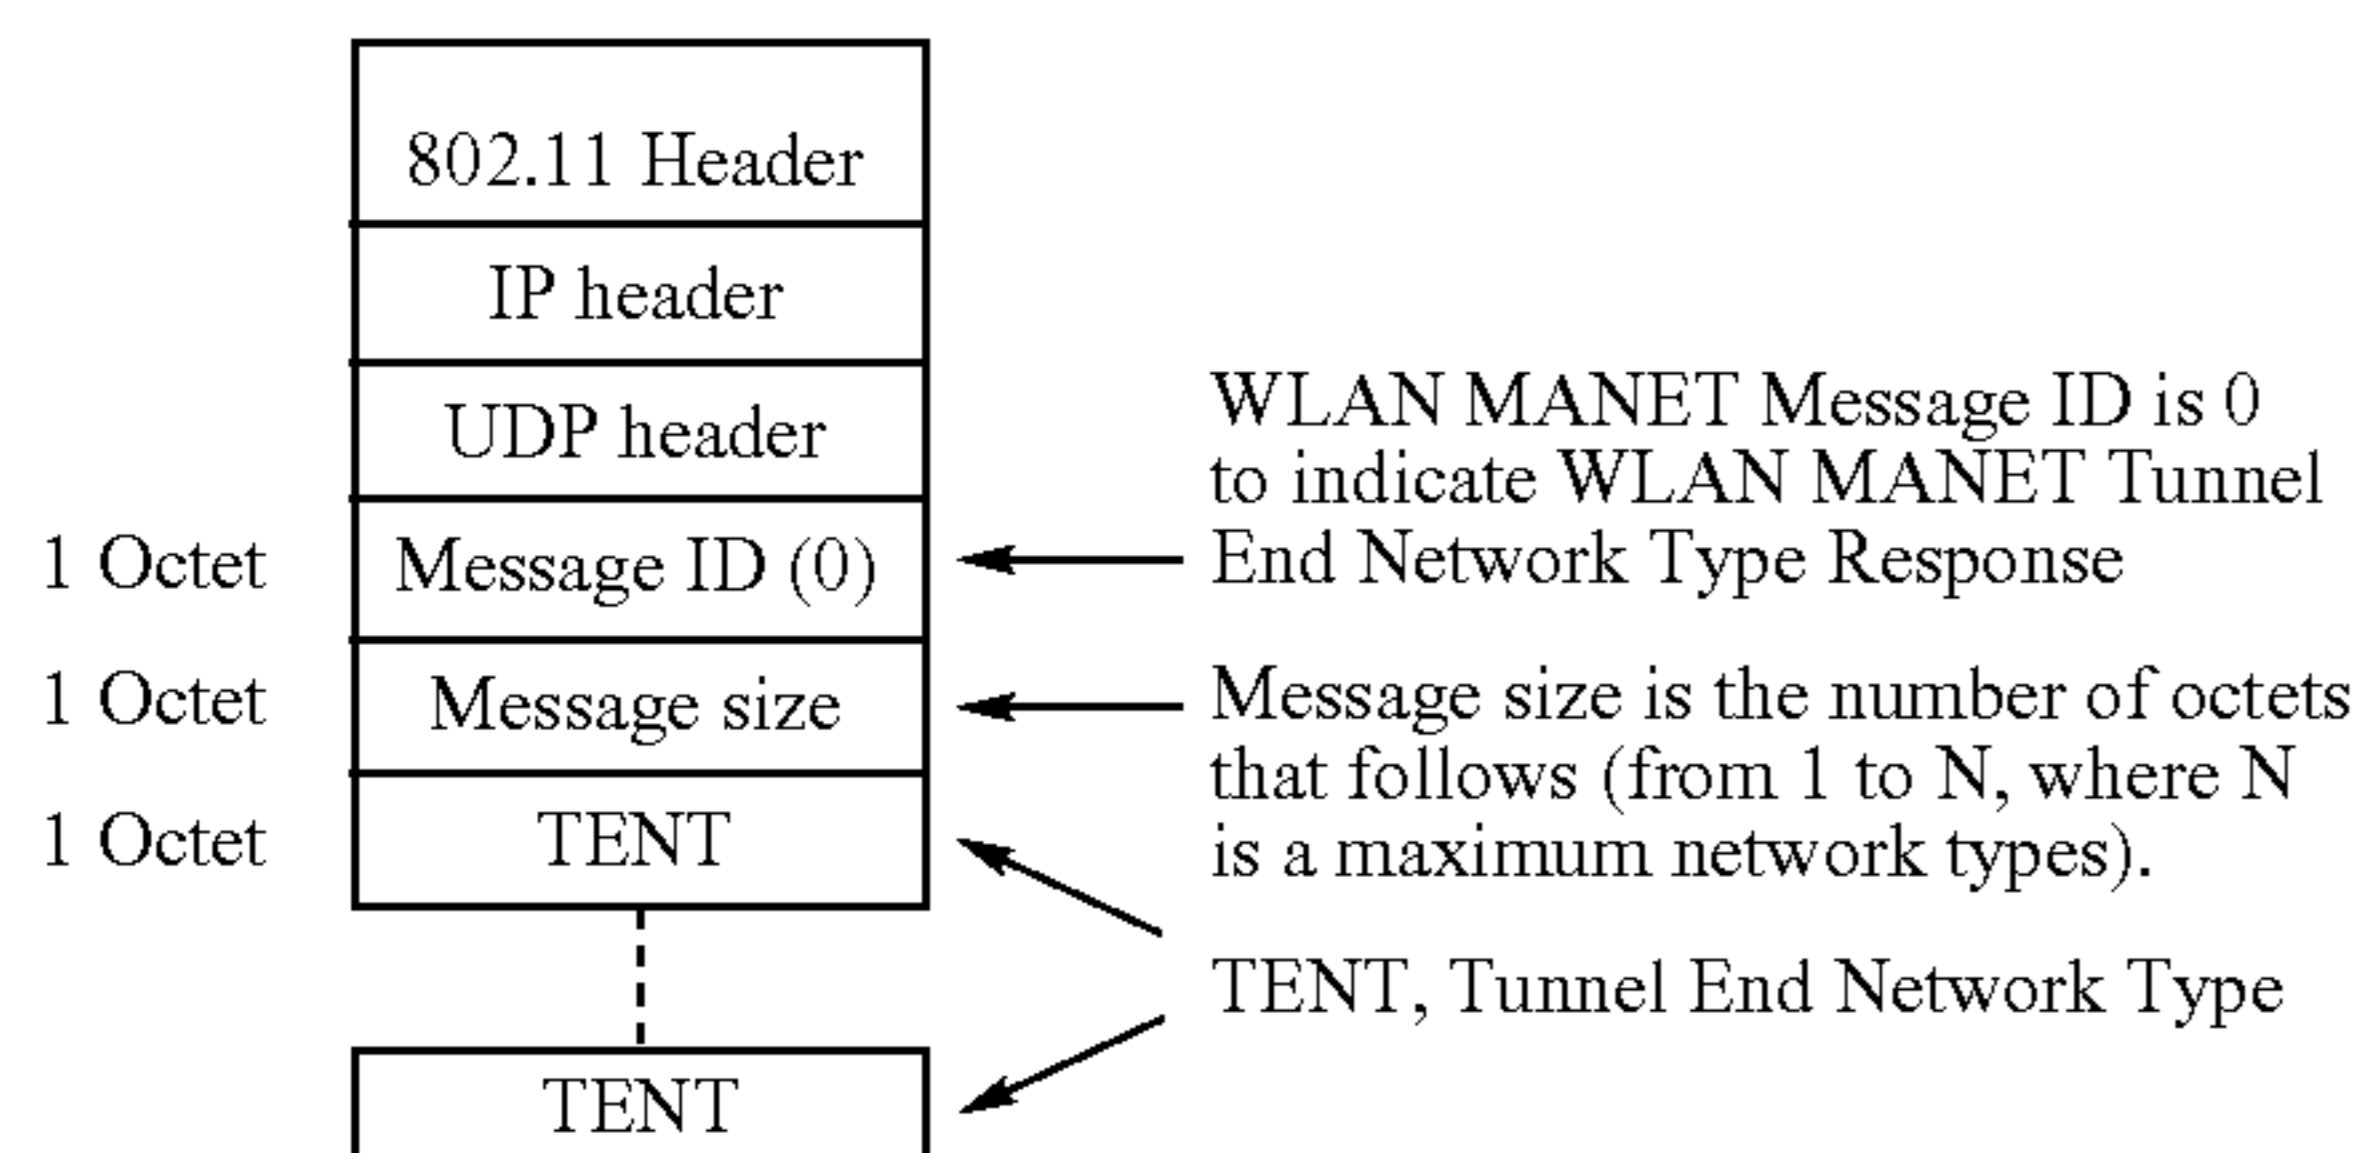 802.11 Header
IP header
UDP header
1 Octet
Message ID (0)
WLAN MANET Message ID is 0
to indicate WLAN MANET Tunnel
End Network Type Response
1 Octet
Message size
Message size is the number of octets
that follows (from 1 to N, where N
is a maximum network types).
1 Octet
TENT
TENT, Tunnel End Network Type
TENT